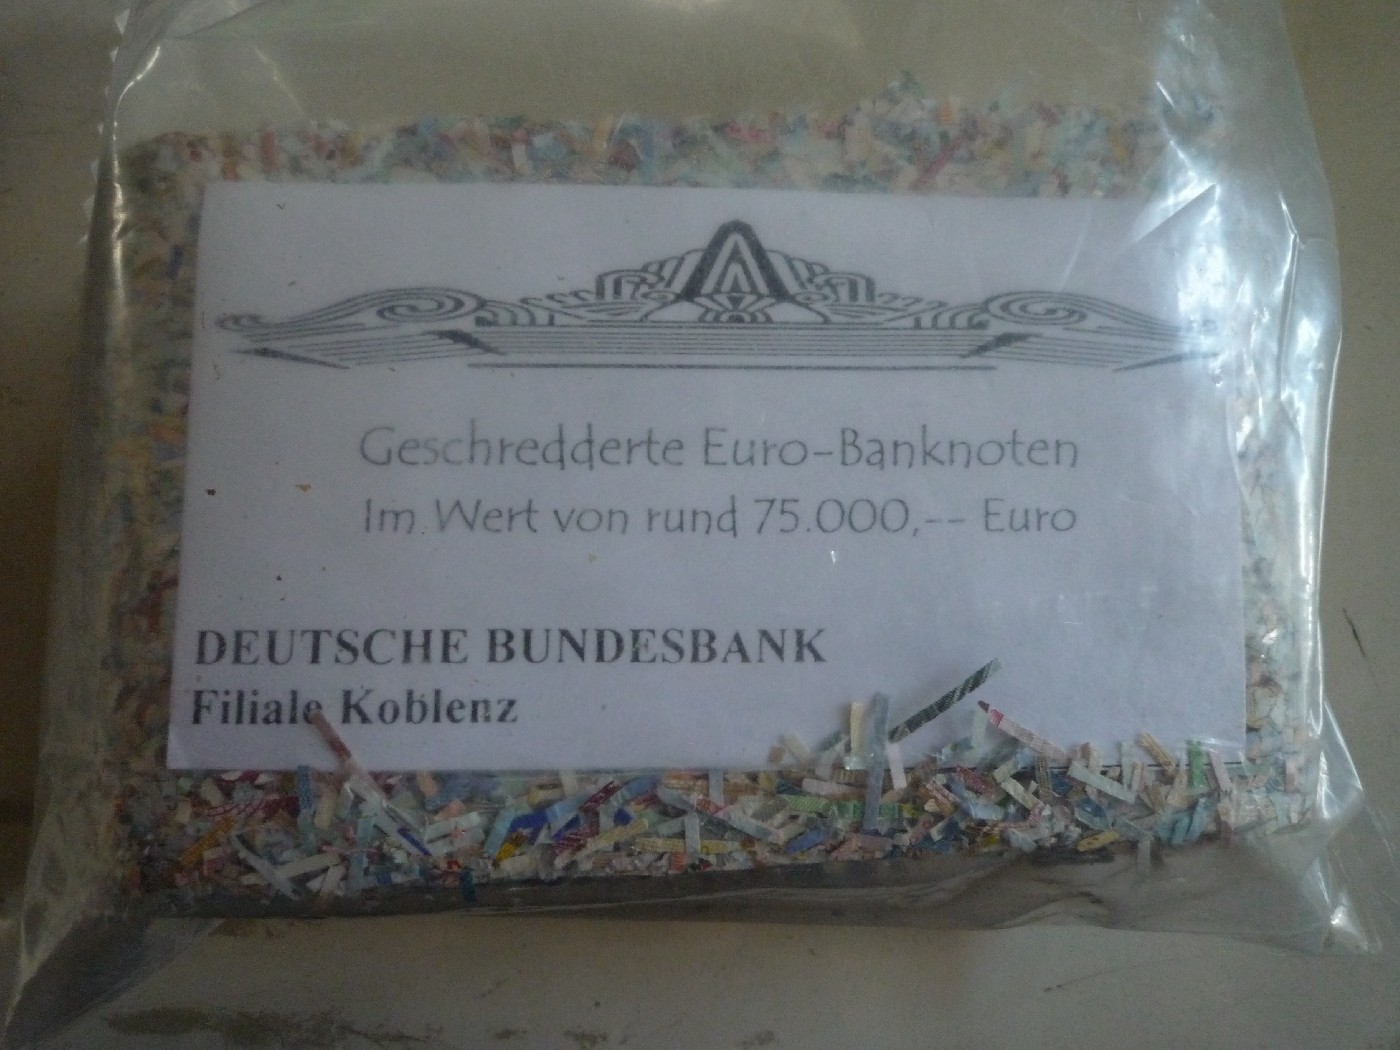 Geschredderte Euro-Banknoten
Im Wert von rund 75.000,-- Euro
DEUTSCHE BUNDESBANK
Filiale Koblenz